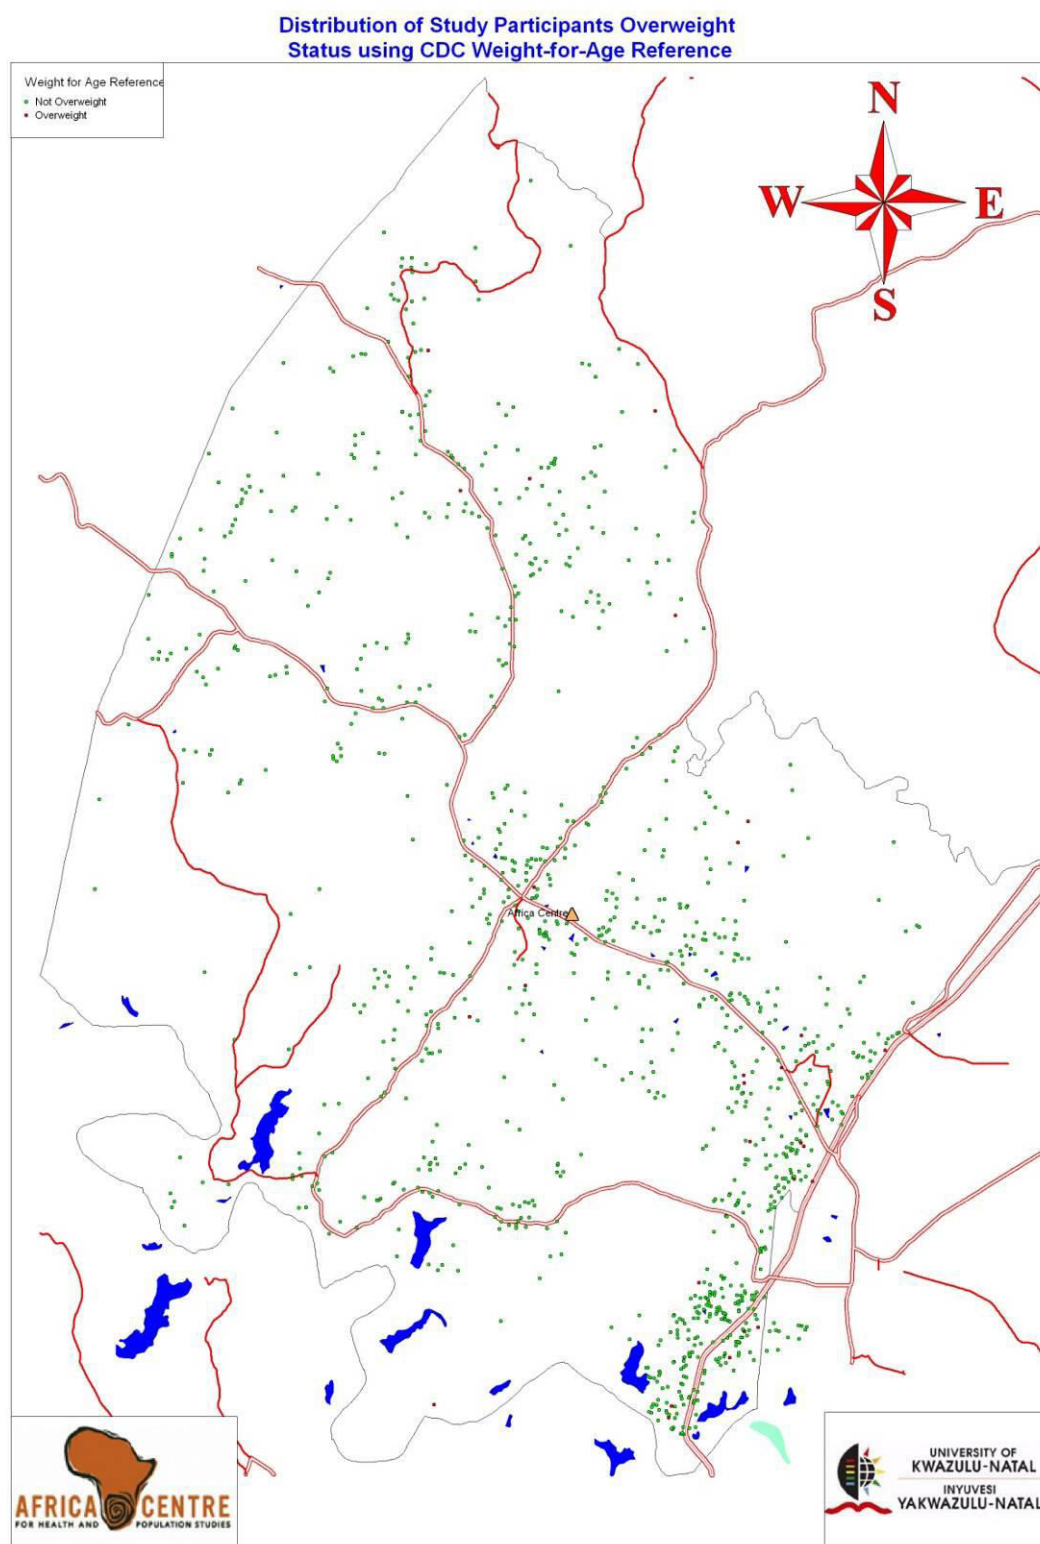 Distribution of Study Participants Overweight
Status using CDC Weight-for-Age Reference
Weight for Age Reference
Not Overweight
Overweight
N
W
E
S
Africa Centre
AFRICA CENTRE
FOR HEALTH AND POPULATION STUDIES
UNIVERSITY OF
KWAZULU-NATAL
INYUVESI
YAKWAZULU-NATALI